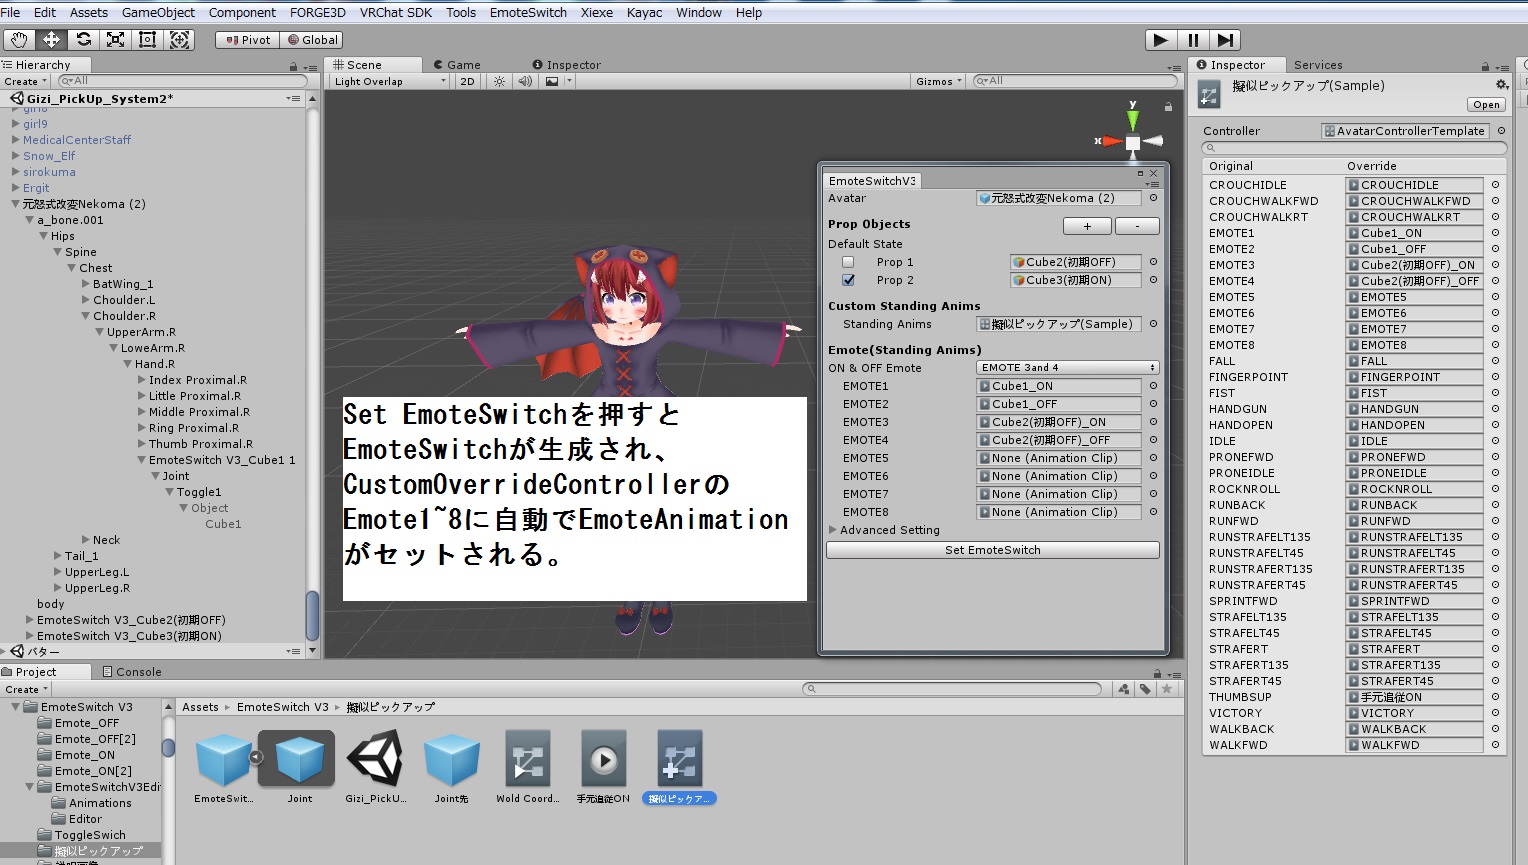 File Edit Assets GameObject Component FORGE3D VRChat SDK Tools EmoteSwitch Xiexe Kayac Window Help
Pivot Global
Hierarchy
Create All
Gizi_PickUp_System2*
girl8
girl9
MedicalCenterStaff
Snow_Elf
sirokuma
Ergit
元怒式改変Nekoma (2)
a_bone.001
Hips
Spine
Chest
BatWing_1
Choulder.L
Choulder.R
UpperArm.R
LoweArm.R
Hand.R
Index Proximal.R
Little Proximal.R
Middle Proximal.R
Ring Proximal.R
Thumb Proximal.R
EmoteSwitch V3_Cube1 1
Joint
Toggle1
Object
Cube1
Neck
Tail_1
UpperLeg.L
UpperLeg.R
body
EmoteSwitch V3_Cube2(初期OFF)
EmoteSwitch V3_Cube3(初期ON)
バター
Scene Game Inspector
Light Overlap 2D Gizmos All
y
x
Set EmoteSwitchを押すと
EmoteSwitchが生成され、
CustomOverrideControllerの
Emote1~8に自動でEmoteAnimation
がセットされる。
EmoteSwitchV3
Avatar 元怒式改変Nekoma (2)
Prop Objects + -
Default State
Prop 1 Cube2(初期OFF)
Prop 2 Cube3(初期ON)
Custom Standing Anims
Standing Anims 擬似ピックアップ(Sample)
Emote(Standing Anims)
ON & OFF Emote EMOTE 3and 4
EMOTE1 Cube1_ON
EMOTE2 Cube1_OFF
EMOTE3 Cube2(初期OFF)_ON
EMOTE4 Cube2(初期OFF)_OFF
EMOTE5 None (Animation Clip)
EMOTE6 None (Animation Clip)
EMOTE7 None (Animation Clip)
EMOTE8 None (Animation Clip)
Advanced Setting
Set EmoteSwitch
Inspector Services
擬似ピックアップ(Sample)
Open
Controller AvatarControllerTemplate
Original Override
CROUCHIDLE CROUCHIDLE
CROUCHWALKFWD CROUCHWALKFWD
CROUCHWALKRT CROUCHWALKRT
EMOTE1 Cube1_ON
EMOTE2 Cube1_OFF
EMOTE3 Cube2(初期OFF)_ON
EMOTE4 Cube2(初期OFF)_OFF
EMOTE5 EMOTE5
EMOTE6 EMOTE6
EMOTE7 EMOTE7
EMOTE8 EMOTE8
FALL FALL
FINGERPOINT FINGERPOINT
FIST FIST
HANDGUN HANDGUN
HANDOPEN HANDOPEN
IDLE IDLE
PRONEFWD PRONEFWD
PRONEIDLE PRONEIDLE
ROCKNROLL ROCKNROLL
RUNBACK RUNBACK
RUNFWD RUNFWD
RUNSTRAFELT135 RUNSTRAFELT135
RUNSTRAFELT45 RUNSTRAFELT45
RUNSTRAFERT135 RUNSTRAFERT135
RUNSTRAFERT45 RUNSTRAFERT45
SPRINTFWD SPRINTFWD
STRAFELT135 STRAFELT135
STRAFELT45 STRAFELT45
STRAFERT STRAFERT
STRAFERT135 STRAFERT135
STRAFERT45 STRAFERT45
THUMBSUP 手元追従ON
VICTORY VICTORY
WALKBACK WALKBACK
WALKFWD WALKFWD
Project Console
Create
EmoteSwitch V3
Emote_OFF
Emote_OFF[2]
Emote_ON
Emote_ON[2]
EmoteSwitchV3Edi
Animations
Editor
ToggleSwich
擬似ピックアップ
Assets EmoteSwitch V3 擬似ピックアップ
EmoteSwit... Joint Gizi_PickU... Joint先 Wold Coord... 手元追従ON 擬似ピックア...